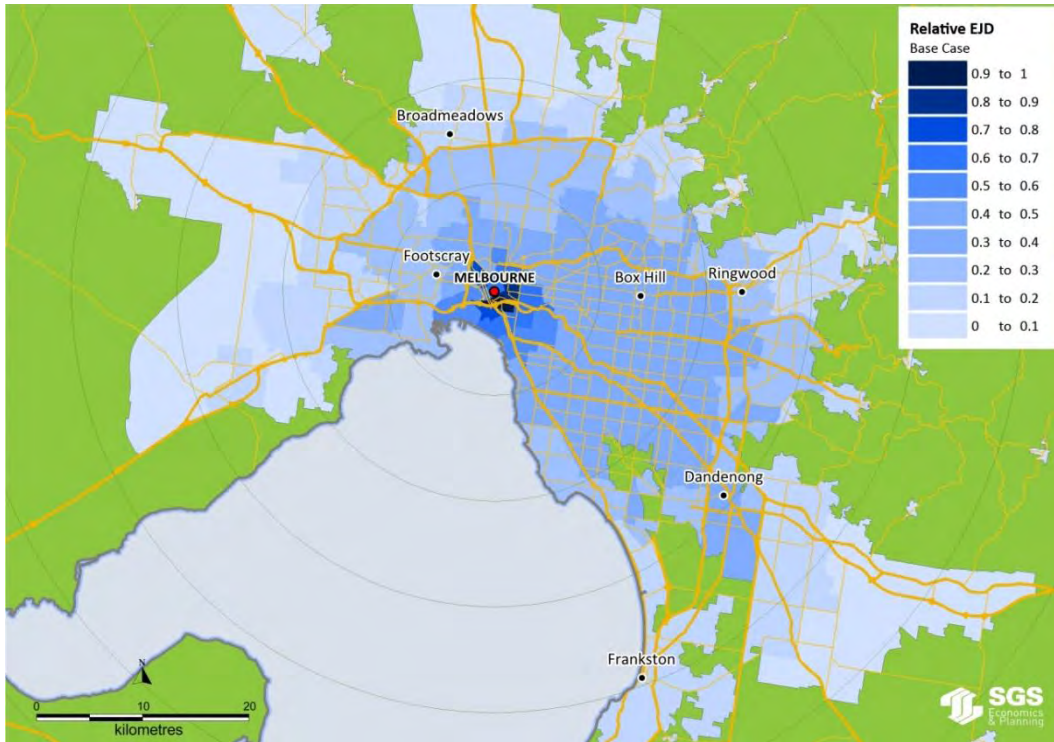 Relative EJD
Base Case
0.9 to 1
0.8 to 0.9
0.7 to 0.8
0.6 to 0.7
0.5 to 0.6
0.4 to 0.5
0.3 to 0.4
0.2 to 0.3
0.1 to 0.2
0 to 0.1
Broadmeadows
Footscray
MELBOURNE
Box Hill
Ringwood
Dandenong
Frankston
N
0 10 20
kilometres
SGS
Economics
& Planning